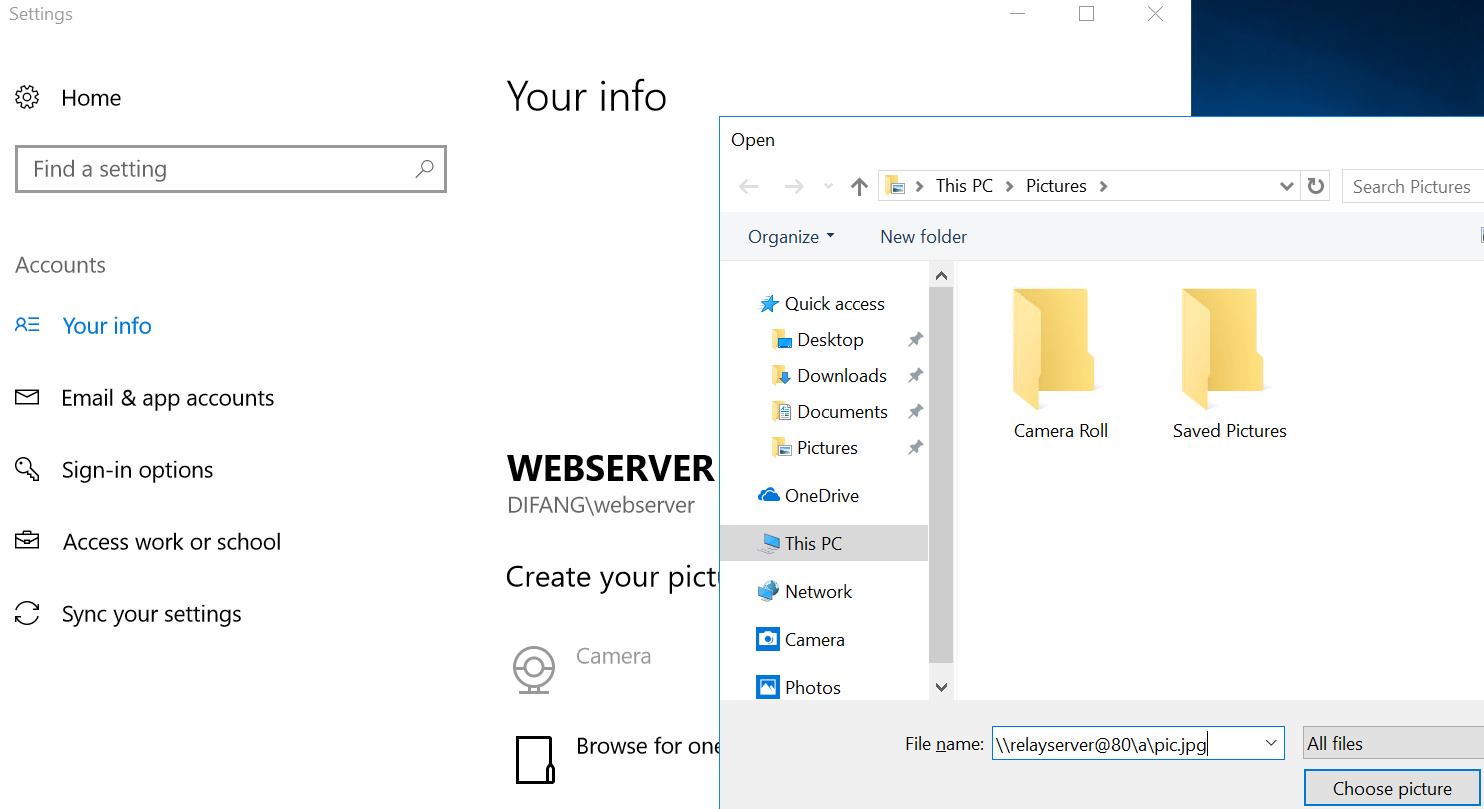 Settings
Home
Find a setting
Accounts
Your info
Email & app accounts
Sign-in options
Access work or school
Sync your settings
Your info
WEBSERVER
DIFANG\webserver
Create your pictu
Camera
Browse for one
Open
This PC
Pictures
Search Pictures
Organize
New folder
Quick access
Desktop
Downloads
Documents
Pictures
OneDrive
This PC
Network
Camera
Photos
Camera Roll
Saved Pictures
File name: \\relayserver@80\a\pic.jpg
All files
Choose picture